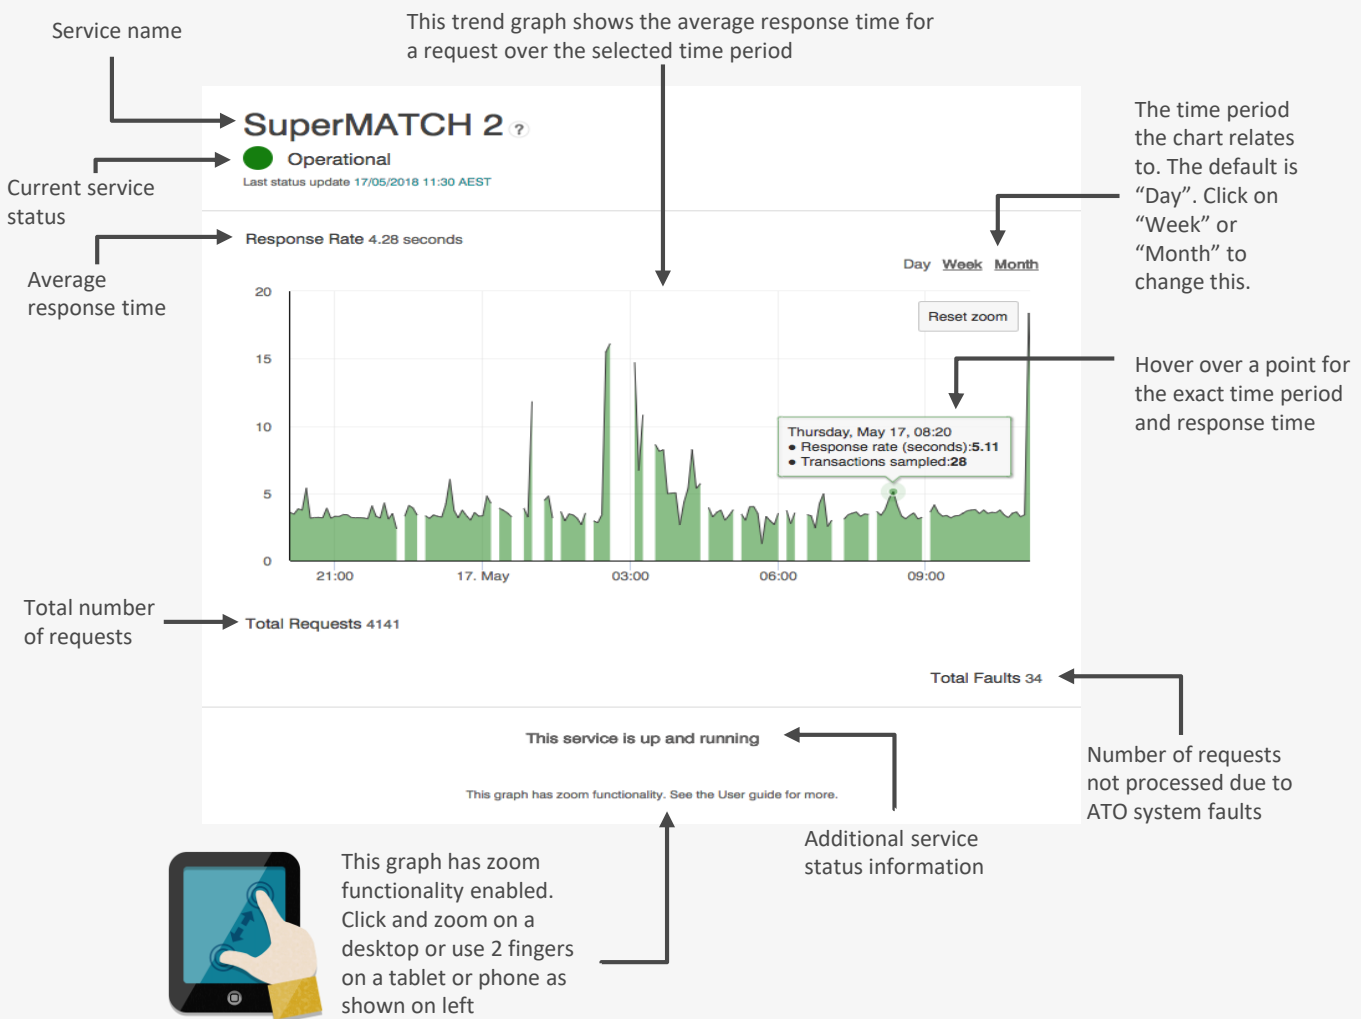 Service name
This trend graph shows the average response time for
a request over the selected time period
SuperMATCH 2 ?
Operational
Last status update 17/05/2018 11:30 AEST
Current service
status
The time period
the chart relates
to. The default is
“Day”. Click on
“Week” or
“Month” to
change this.
Response Rate 4.28 seconds
Average
response time
Day Week Month
Reset zoom
20
15
10
5
0
Thursday, May 17, 08:20
● Response rate (seconds):5.11
● Transactions sampled:28
Hover over a point for
the exact time period
and response time
21:00 17. May 03:00 06:00 09:00
Total number
of requests
Total Requests 4141
Total Faults 34
This service is up and running
Number of requests
not processed due to
ATO system faults
This graph has zoom functionality. See the User guide for more.
Additional service
status information
This graph has zoom
functionality enabled.
Click and zoom on a
desktop or use 2 fingers
on a tablet or phone as
shown on left